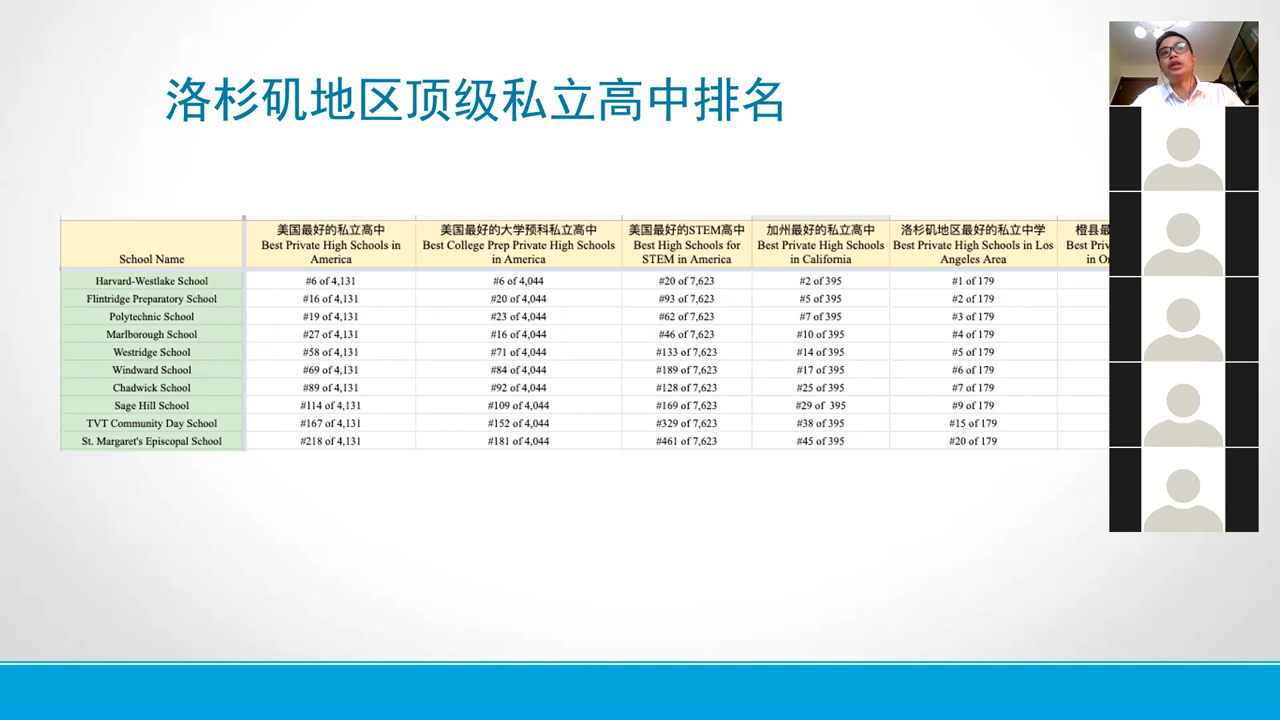 洛杉矶地区顶级私立高中排名
School Name
美国最好的私立高中
Best Private High Schools in
America
美国最好的大学预科私立高中
Best College Prep Private High Schools
in America
美国最好的STEM高中
Best High Schools for
STEM in America
加州最好的私立高中
Best Private High Schools
in California
洛杉矶地区最好的私立中学
Best Private High Schools in Los
Angeles Area
橙县最
Best
in
Harvard-Westlake School #6 of 4,131 #6 of 4,044 #20 of 7,623 #2 of 395 #1 of 179
Flintridge Preparatory School #16 of 4,131 #20 of 4,044 #93 of 7,623 #5 of 395 #2 of 179
Polytechnic School #19 of 4,131 #23 of 4,044 #62 of 7,623 #7 of 395 #3 of 179
Marlborough School #27 of 4,131 #16 of 4,044 #46 of 7,623 #10 of 395 #4 of 179
Westridge School #58 of 4,131 #71 of 4,044 #133 of 7,623 #14 of 395 #5 of 179
Windward School #69 of 4,131 #84 of 4,044 #189 of 7,623 #17 of 395 #6 of 179
Chadwick School #89 of 4,131 #92 of 4,044 #128 of 7,623 #25 of 395 #7 of 179
Sage Hill School #114 of 4,131 #109 of 4,044 #169 of 7,623 #29 of 395 #9 of 179
TVT Community Day School #167 of 4,131 #152 of 4,044 #329 of 7,623 #38 of 395 #15 of 179
St. Margaret's Episcopal School #218 of 4,131 #181 of 4,044 #461 of 7,623 #45 of 395 #20 of 179